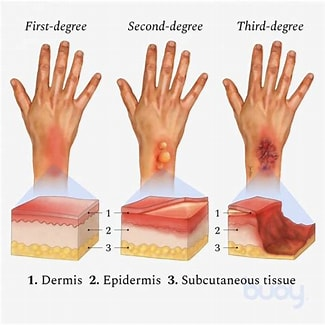 First-degree Second-degree Third-degree
1 1
2 2
3 3
1. Dermis 2. Epidermis 3. Subcutaneous tissue
buoy.